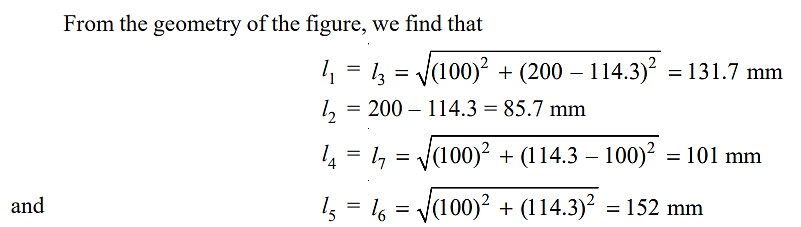 From the geometry of the figure, we find that
l₁ = l₃ = √(100)² + (200 – 114.3)² = 131.7 mm
l₂ = 200 – 114.3 = 85.7 mm
l₄ = l₇ = √(100)² + (114.3 – 100)² = 101 mm
and l₅ = l₆ = √(100)² + (114.3)² = 152 mm